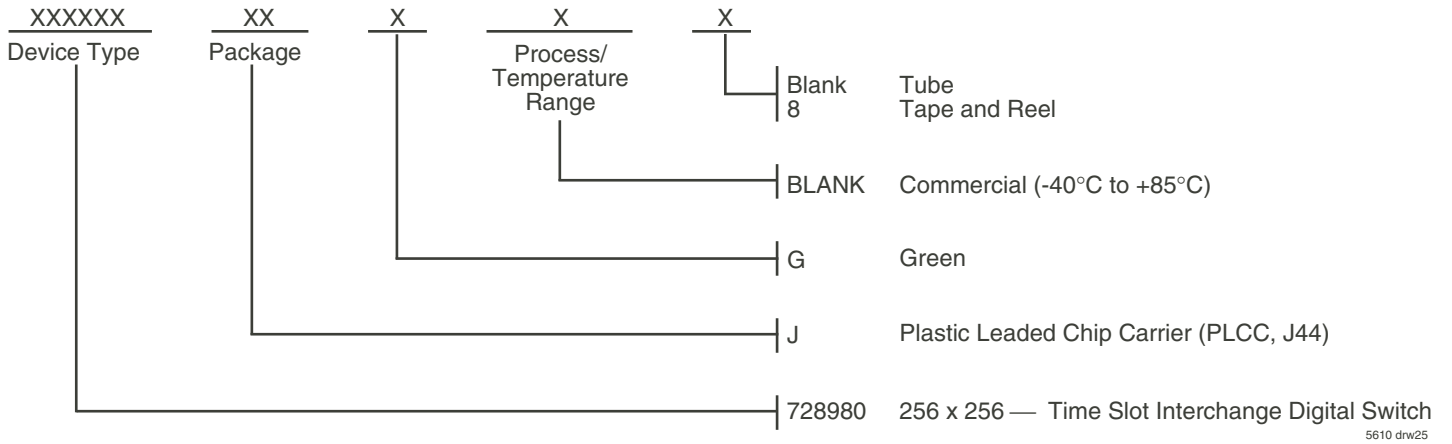 XXXXXX XX X X X
Device Type Package Process/
Temperature
Range
Blank Tube
8 Tape and Reel
BLANK Commercial (-40°C to +85°C)
G Green
J Plastic Leaded Chip Carrier (PLCC, J44)
728980 256 x 256 — Time Slot Interchange Digital Switch
5610 drw25